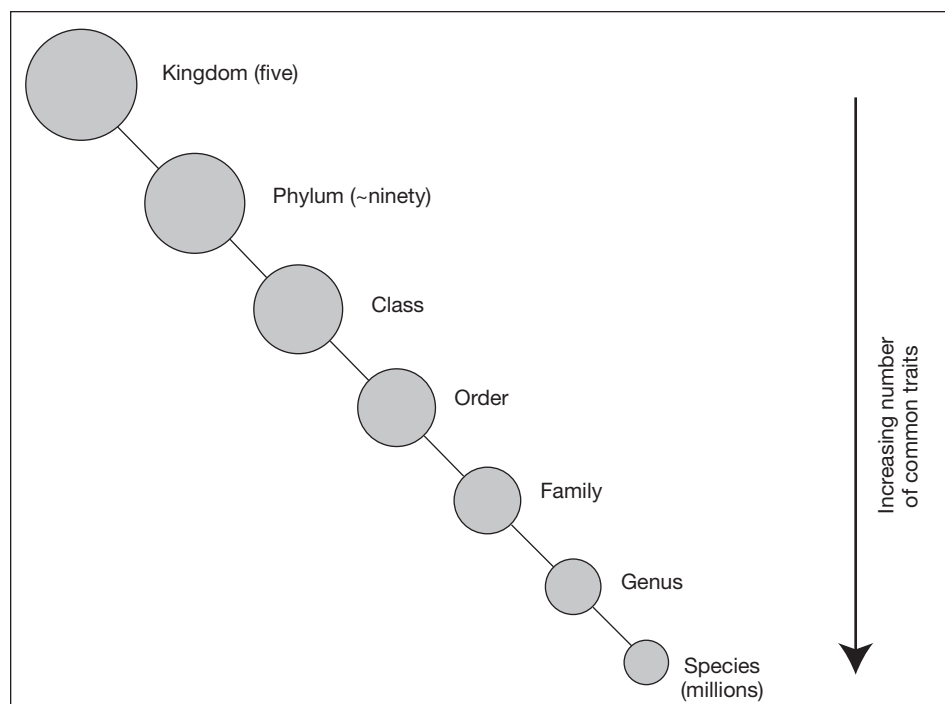 Kingdom (five)
Phylum (~ninety)
Class
Order
Family
Genus
Species
(millions)
Increasing number
of common traits